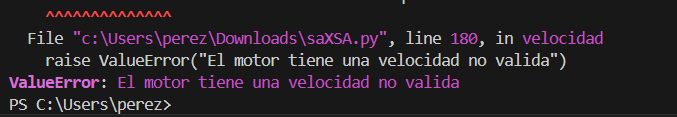 ^^^^^^^^^^^^^^
File "c:\Users\perez\Downloads\saXSA.py", line 180, in velocidad
raise ValueError("El motor tiene una velocidad no valida")
ValueError: El motor tiene una velocidad no valida
PS C:\Users\perez>